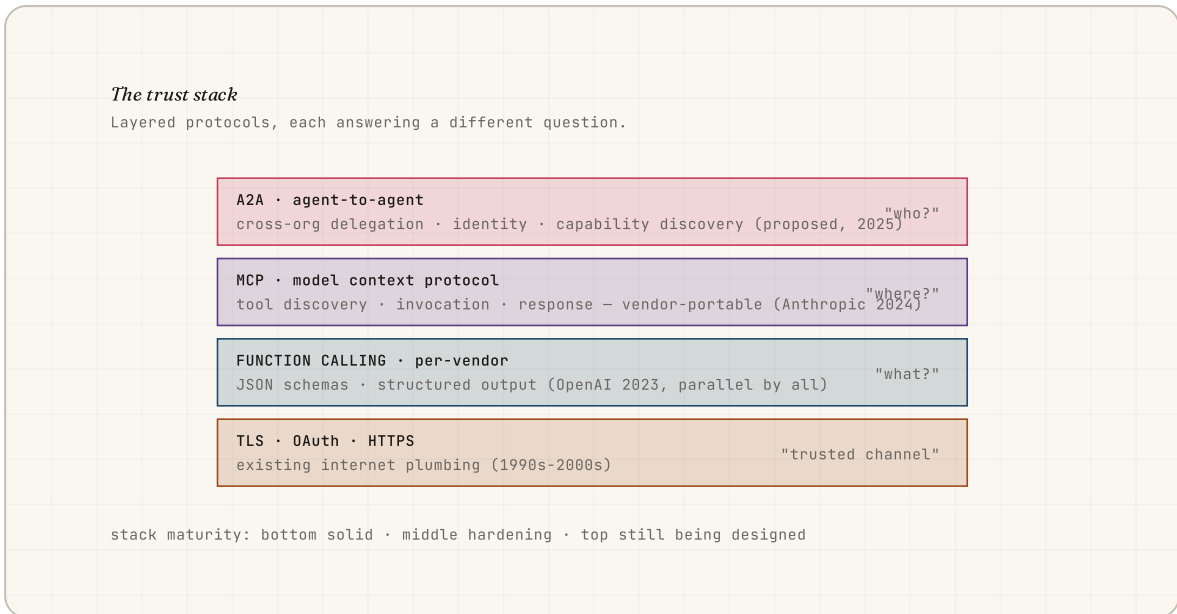 The trust stack
Layered protocols, each answering a different question.
A2A · agent-to-agent
"who?"
cross-org delegation · identity · capability discovery (proposed, 2025)
MCP · model context protocol
"where?"
tool discovery · invocation · response — vendor-portable (Anthropic 2024)
FUNCTION CALLING · per-vendor
"what?"
JSON schemas · structured output (OpenAI 2023, parallel by all)
TLS · OAuth · HTTPS
"trusted channel"
existing internet plumbing (1990s-2000s)
stack maturity: bottom solid · middle hardening · top still being designed